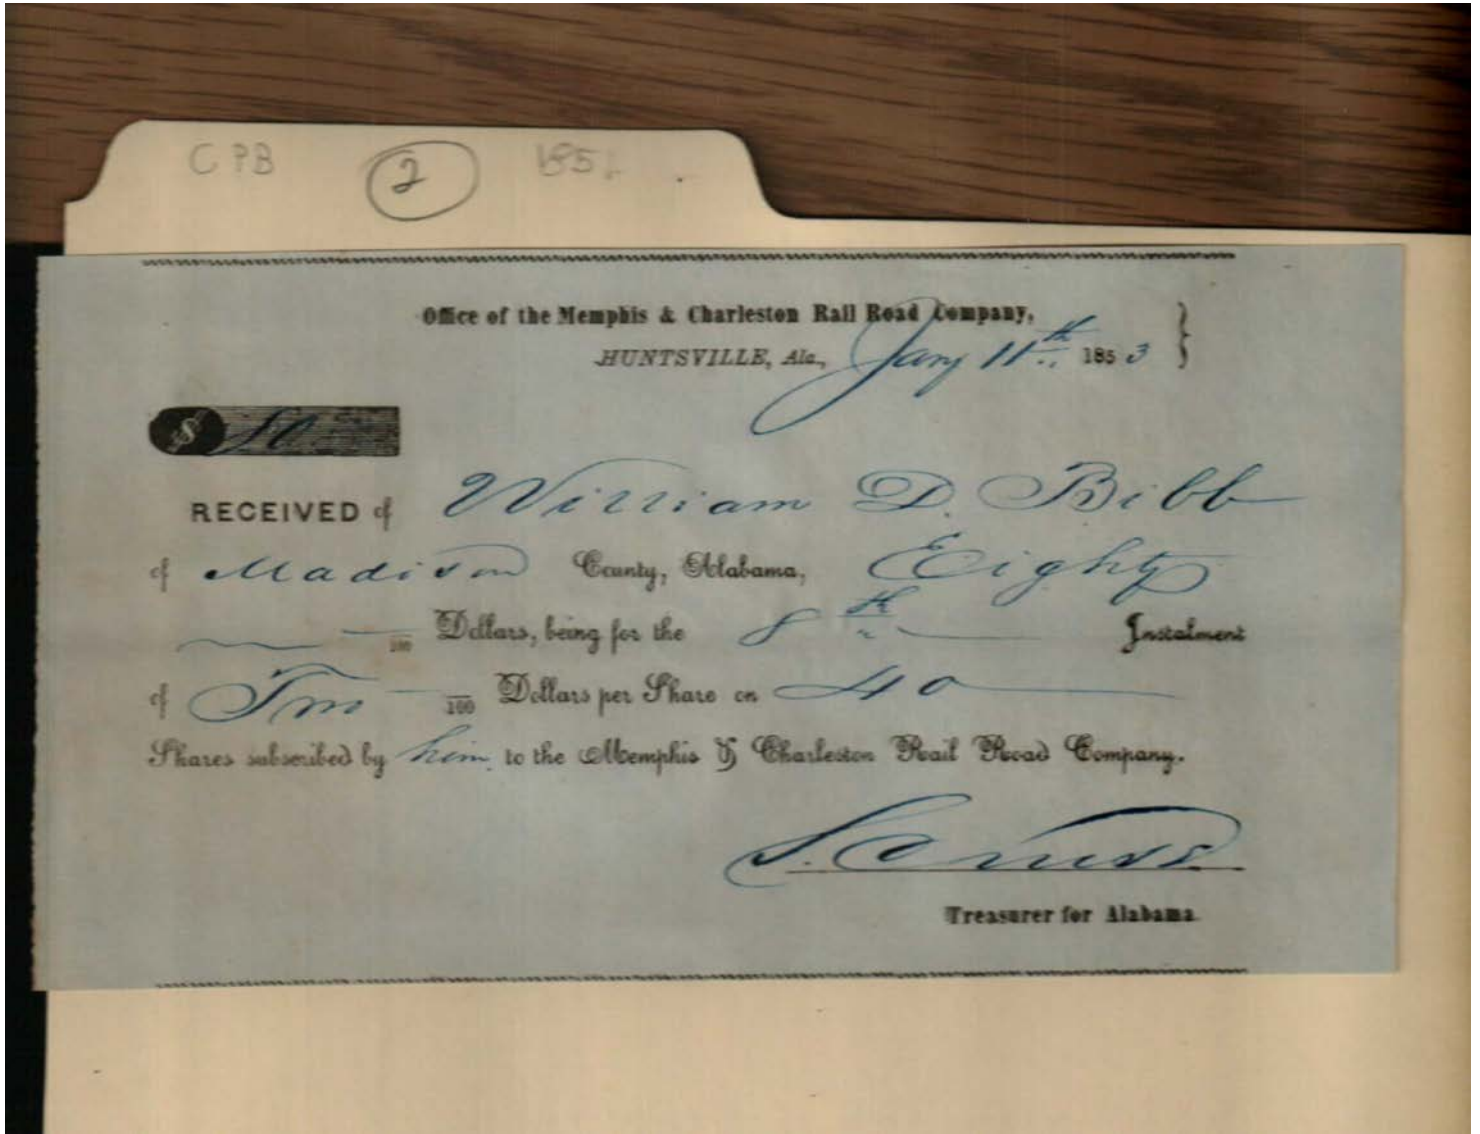 CPB 2 185
Office of the Memphis & Charleston Rail Road Company,
HUNTSVILLE, Ala., Jany 11th 1853
$ 80
RECEIVED of William D. Bibb
of Madison County, Alabama, Eighty
100 Dollars, being for the 8th Instalment
of Two 100 Dollars per Share on 40
Shares subscribed by him to the Memphis & Charleston Rail Road Company.
S. Cruse
Treasurer for Alabama